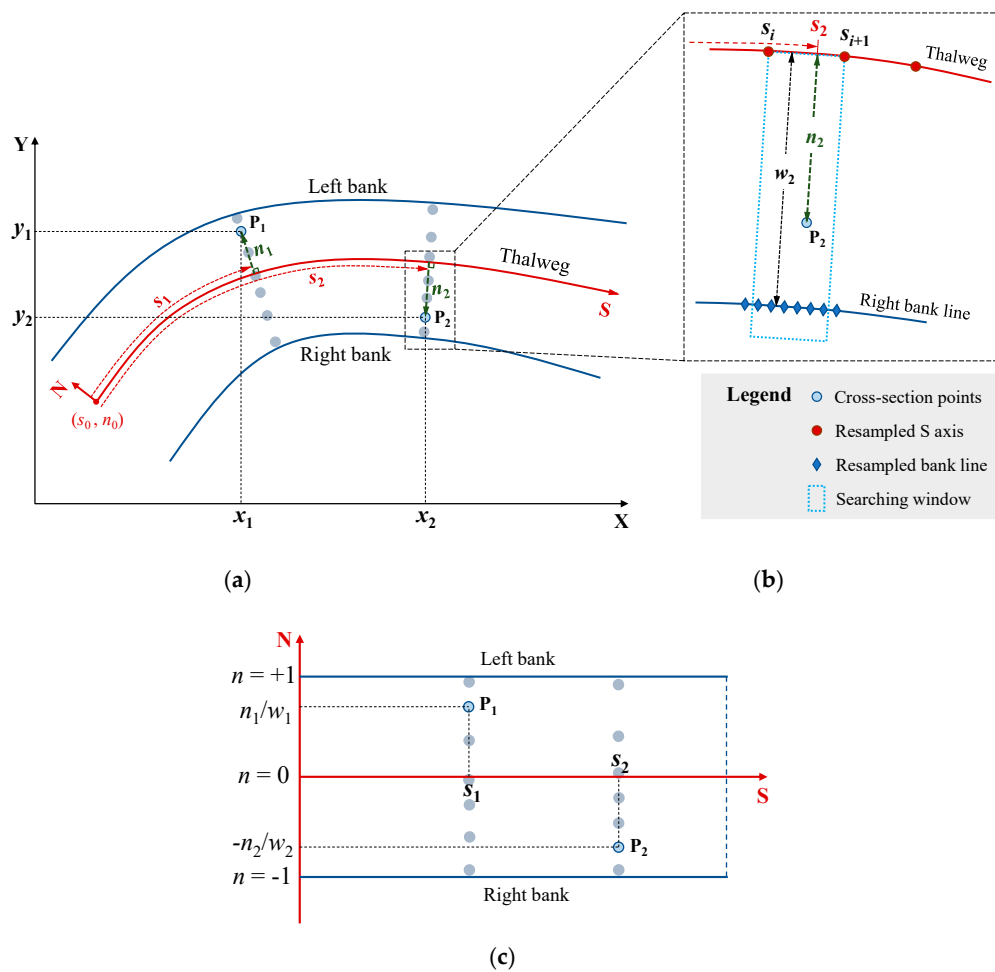 Y
y₁
y₂
x₁
x₂
X
Left bank
P₁
n₁
s₁
s₂
Thalweg
S
n₂
P₂
Right bank
N
(s₀ , n₀)
(a)
sᵢ
s₂
sᵢ₊₁
Thalweg
n₂
w₂
P₂
Right bank line
Legend
Cross-section points
Resampled S axis
Resampled bank line
Searching window
(b)
N
Left bank
n = +1
n₁/w₁
P₁
n = 0
s₁
s₂
S
-n₂/w₂
P₂
n = -1
Right bank
(c)